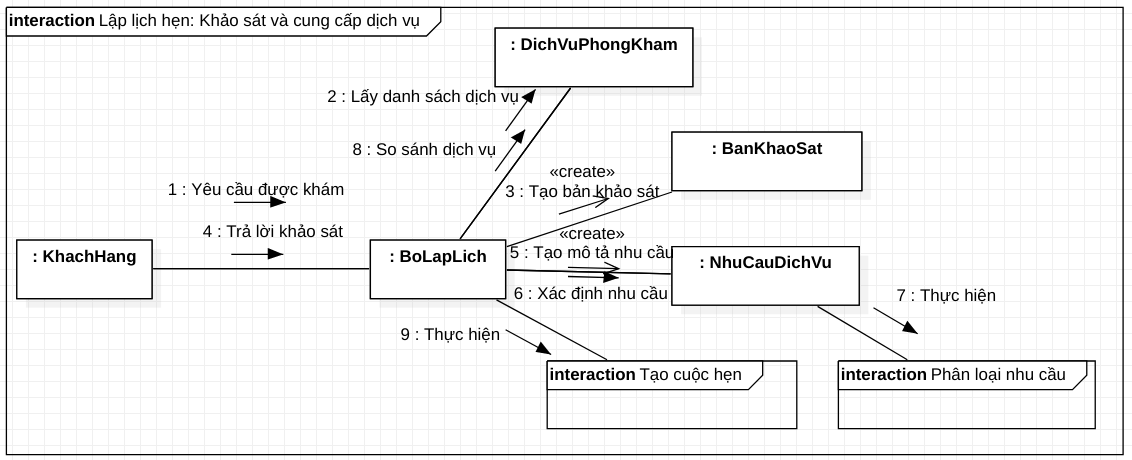 interaction Lập lịch hẹn: Khảo sát và cung cấp dịch vụ
: DichVuPhongKham
2 : Lấy danh sách dịch vụ
8 : So sánh dịch vụ
: BanKhaoSat
«create»
3 : Tạo bản khảo sát
1 : Yêu cầu được khám
4 : Trả lời khảo sát
«create»
5 : Tạo mô tả nhu cầu
: KhachHang
: BoLapLich
: NhuCauDichVu
6 : Xác định nhu cầu
7 : Thực hiện
9 : Thực hiện
interaction Tạo cuộc hẹn
interaction Phân loại nhu cầu